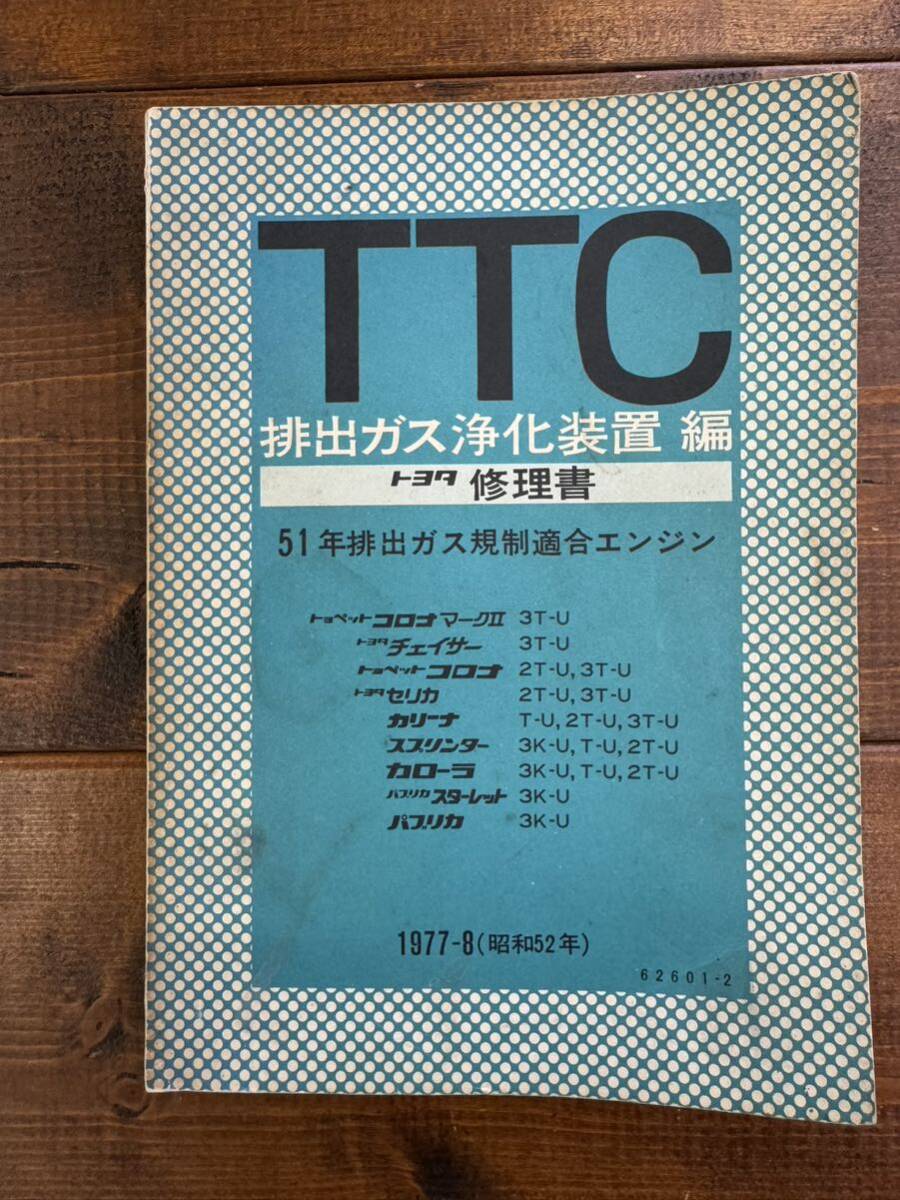 TTC
排出ガス浄化装置 編
トヨタ 修理書
51年排出ガス規制適合エンジン
トヨペット コロナ マークII 3T-U
トヨタ チェイサー 3T-U
トヨペット コロナ 2T-U, 3T-U
トヨタ セリカ 2T-U, 3T-U
カリーナ T-U, 2T-U, 3T-U
スプリンター 3K-U, T-U, 2T-U
カローラ 3K-U, T-U, 2T-U
パブリカ スターレット 3K-U
パブリカ 3K-U
1977-8(昭和52年)
62601-2